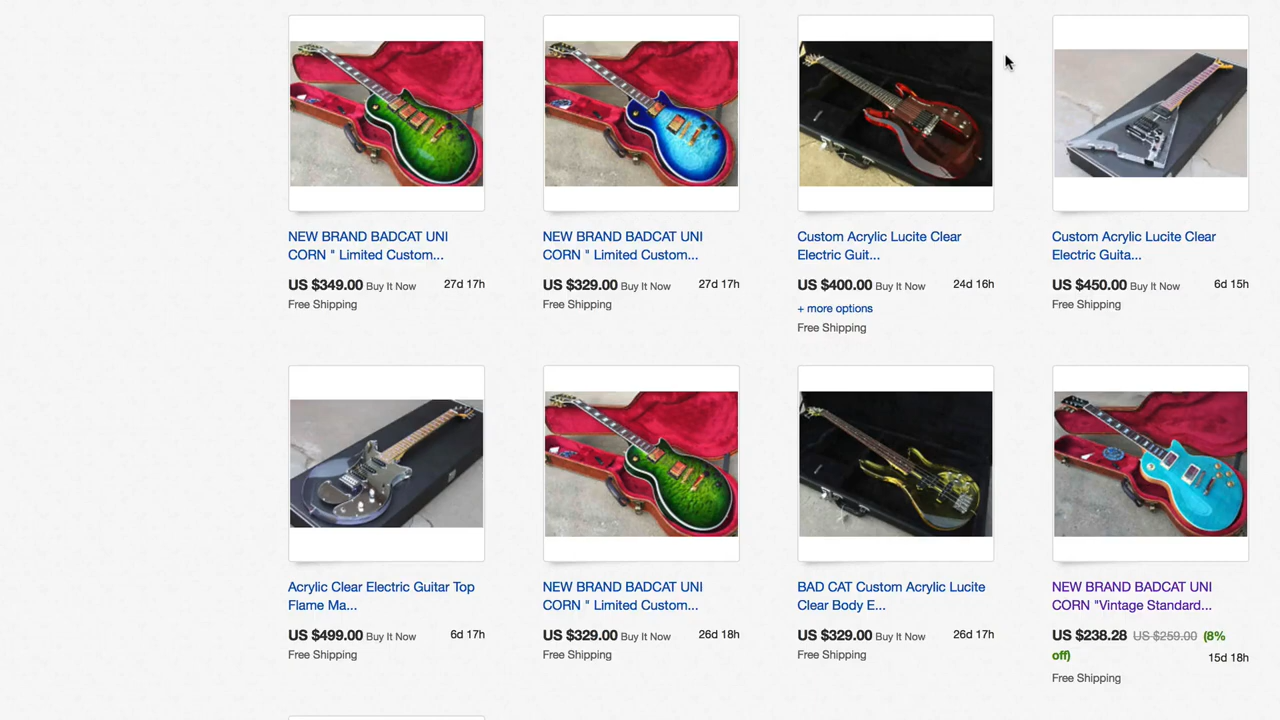 NEW BRAND BADCAT UNI
CORN " Limited Custom...
US $349.00 Buy It Now 27d 17h
Free Shipping
NEW BRAND BADCAT UNI
CORN " Limited Custom...
US $329.00 Buy It Now 27d 17h
Free Shipping
Custom Acrylic Lucite Clear
Electric Guit...
US $400.00 Buy It Now 24d 16h
+ more options
Free Shipping
Custom Acrylic Lucite Clear
Electric Guita...
US $450.00 Buy It Now 6d 15h
Free Shipping
Acrylic Clear Electric Guitar Top
Flame Ma...
US $499.00 Buy It Now 6d 17h
Free Shipping
NEW BRAND BADCAT UNI
CORN " Limited Custom...
US $329.00 Buy It Now 26d 18h
Free Shipping
BAD CAT Custom Acrylic Lucite
Clear Body E...
US $329.00 Buy It Now 26d 17h
Free Shipping
NEW BRAND BADCAT UNI
CORN "Vintage Standard...
US $238.28 US $259.00 (8%
off) 15d 18h
Free Shipping